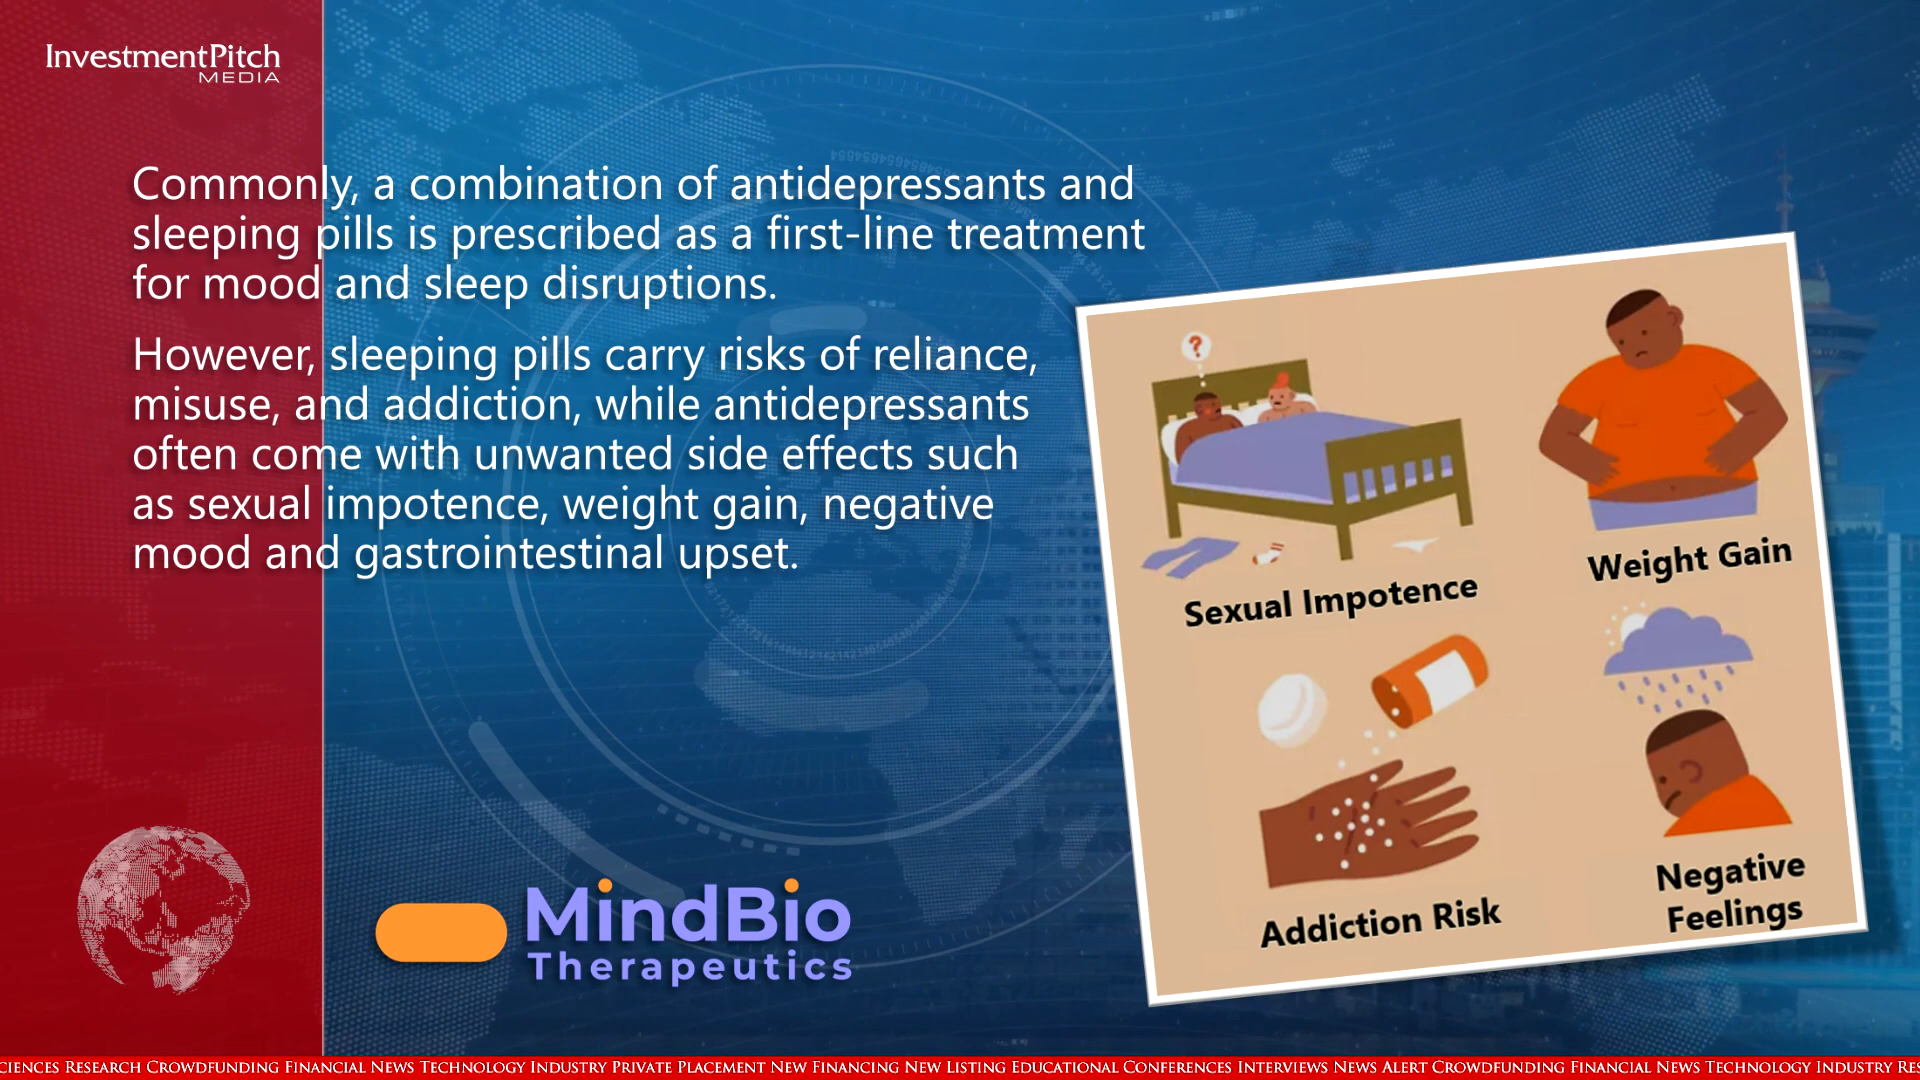 InvestmentPitch
MEDIA
Commonly, a combination of antidepressants and
sleeping pills is prescribed as a first-line treatment
for mood and sleep disruptions.
However, sleeping pills carry risks of reliance,
misuse, and addiction, while antidepressants
often come with unwanted side effects such
as sexual impotence, weight gain, negative
mood and gastrointestinal upset.
?
Sexual Impotence
Weight Gain
Addiction Risk
Negative
Feelings
MindBio
Therapeutics
CIENCES RESEARCH CROWDFUNDING FINANCIAL NEWS TECHNOLOGY INDUSTRY PRIVATE PLACEMENT NEW FINANCING NEW LISTING EDUCATIONAL CONFERENCES INTERVIEWS NEWS ALERT CROWDFUNDING FINANCIAL NEWS TECHNOLOGY INDUSTRY RES